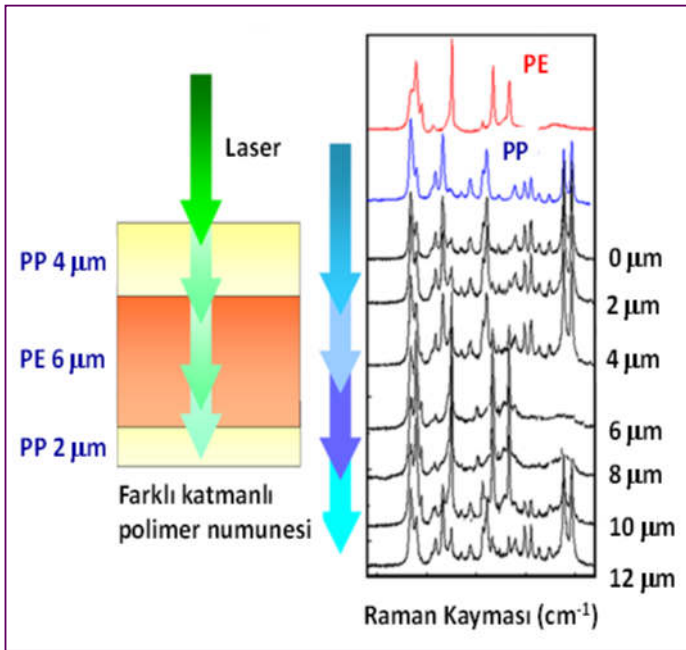 Laser
PP 4 μm
PE 6 μm
PP 2 μm
Farklı katmanlı
polimer numunesi
PE
PP
0 μm
2 μm
4 μm
6 μm
8 μm
10 μm
12 μm
Raman Kayması (cm-1)